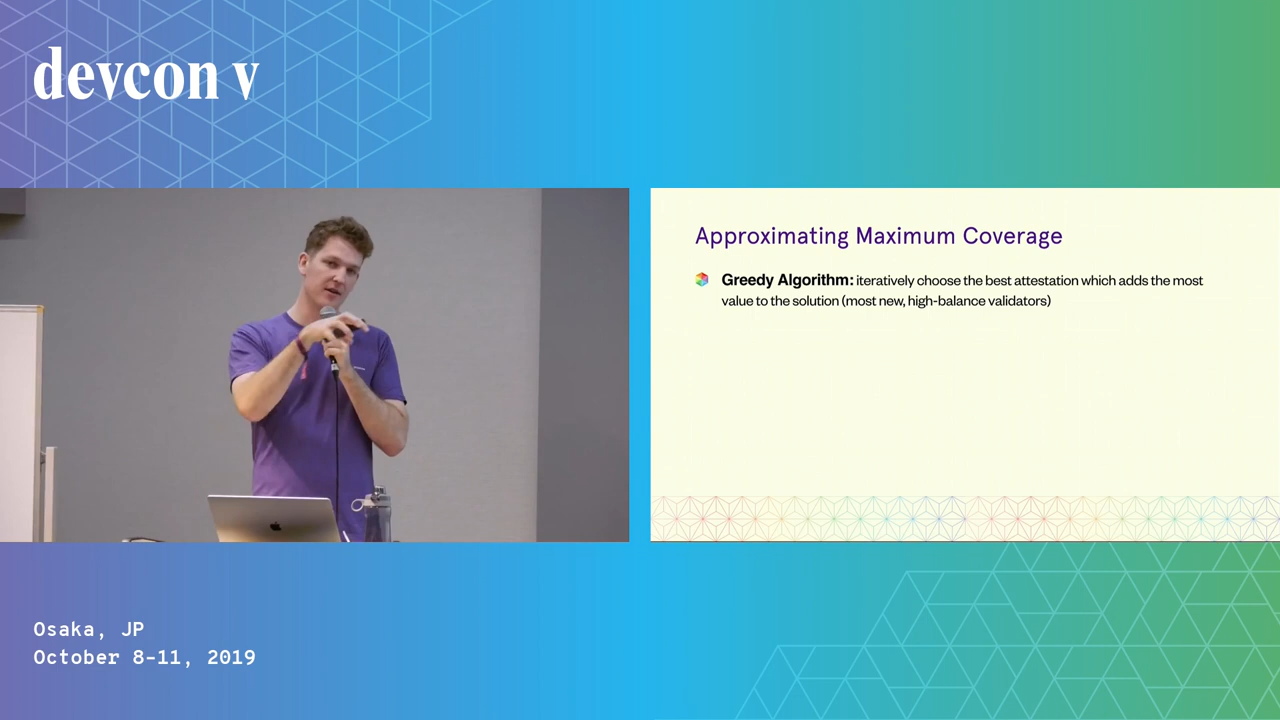 devcon v
Approximating Maximum Coverage
Greedy Algorithm: iteratively choose the best attestation which adds the most
value to the solution (most new, high-balance validators)
Osaka, JP
October 8-11, 2019